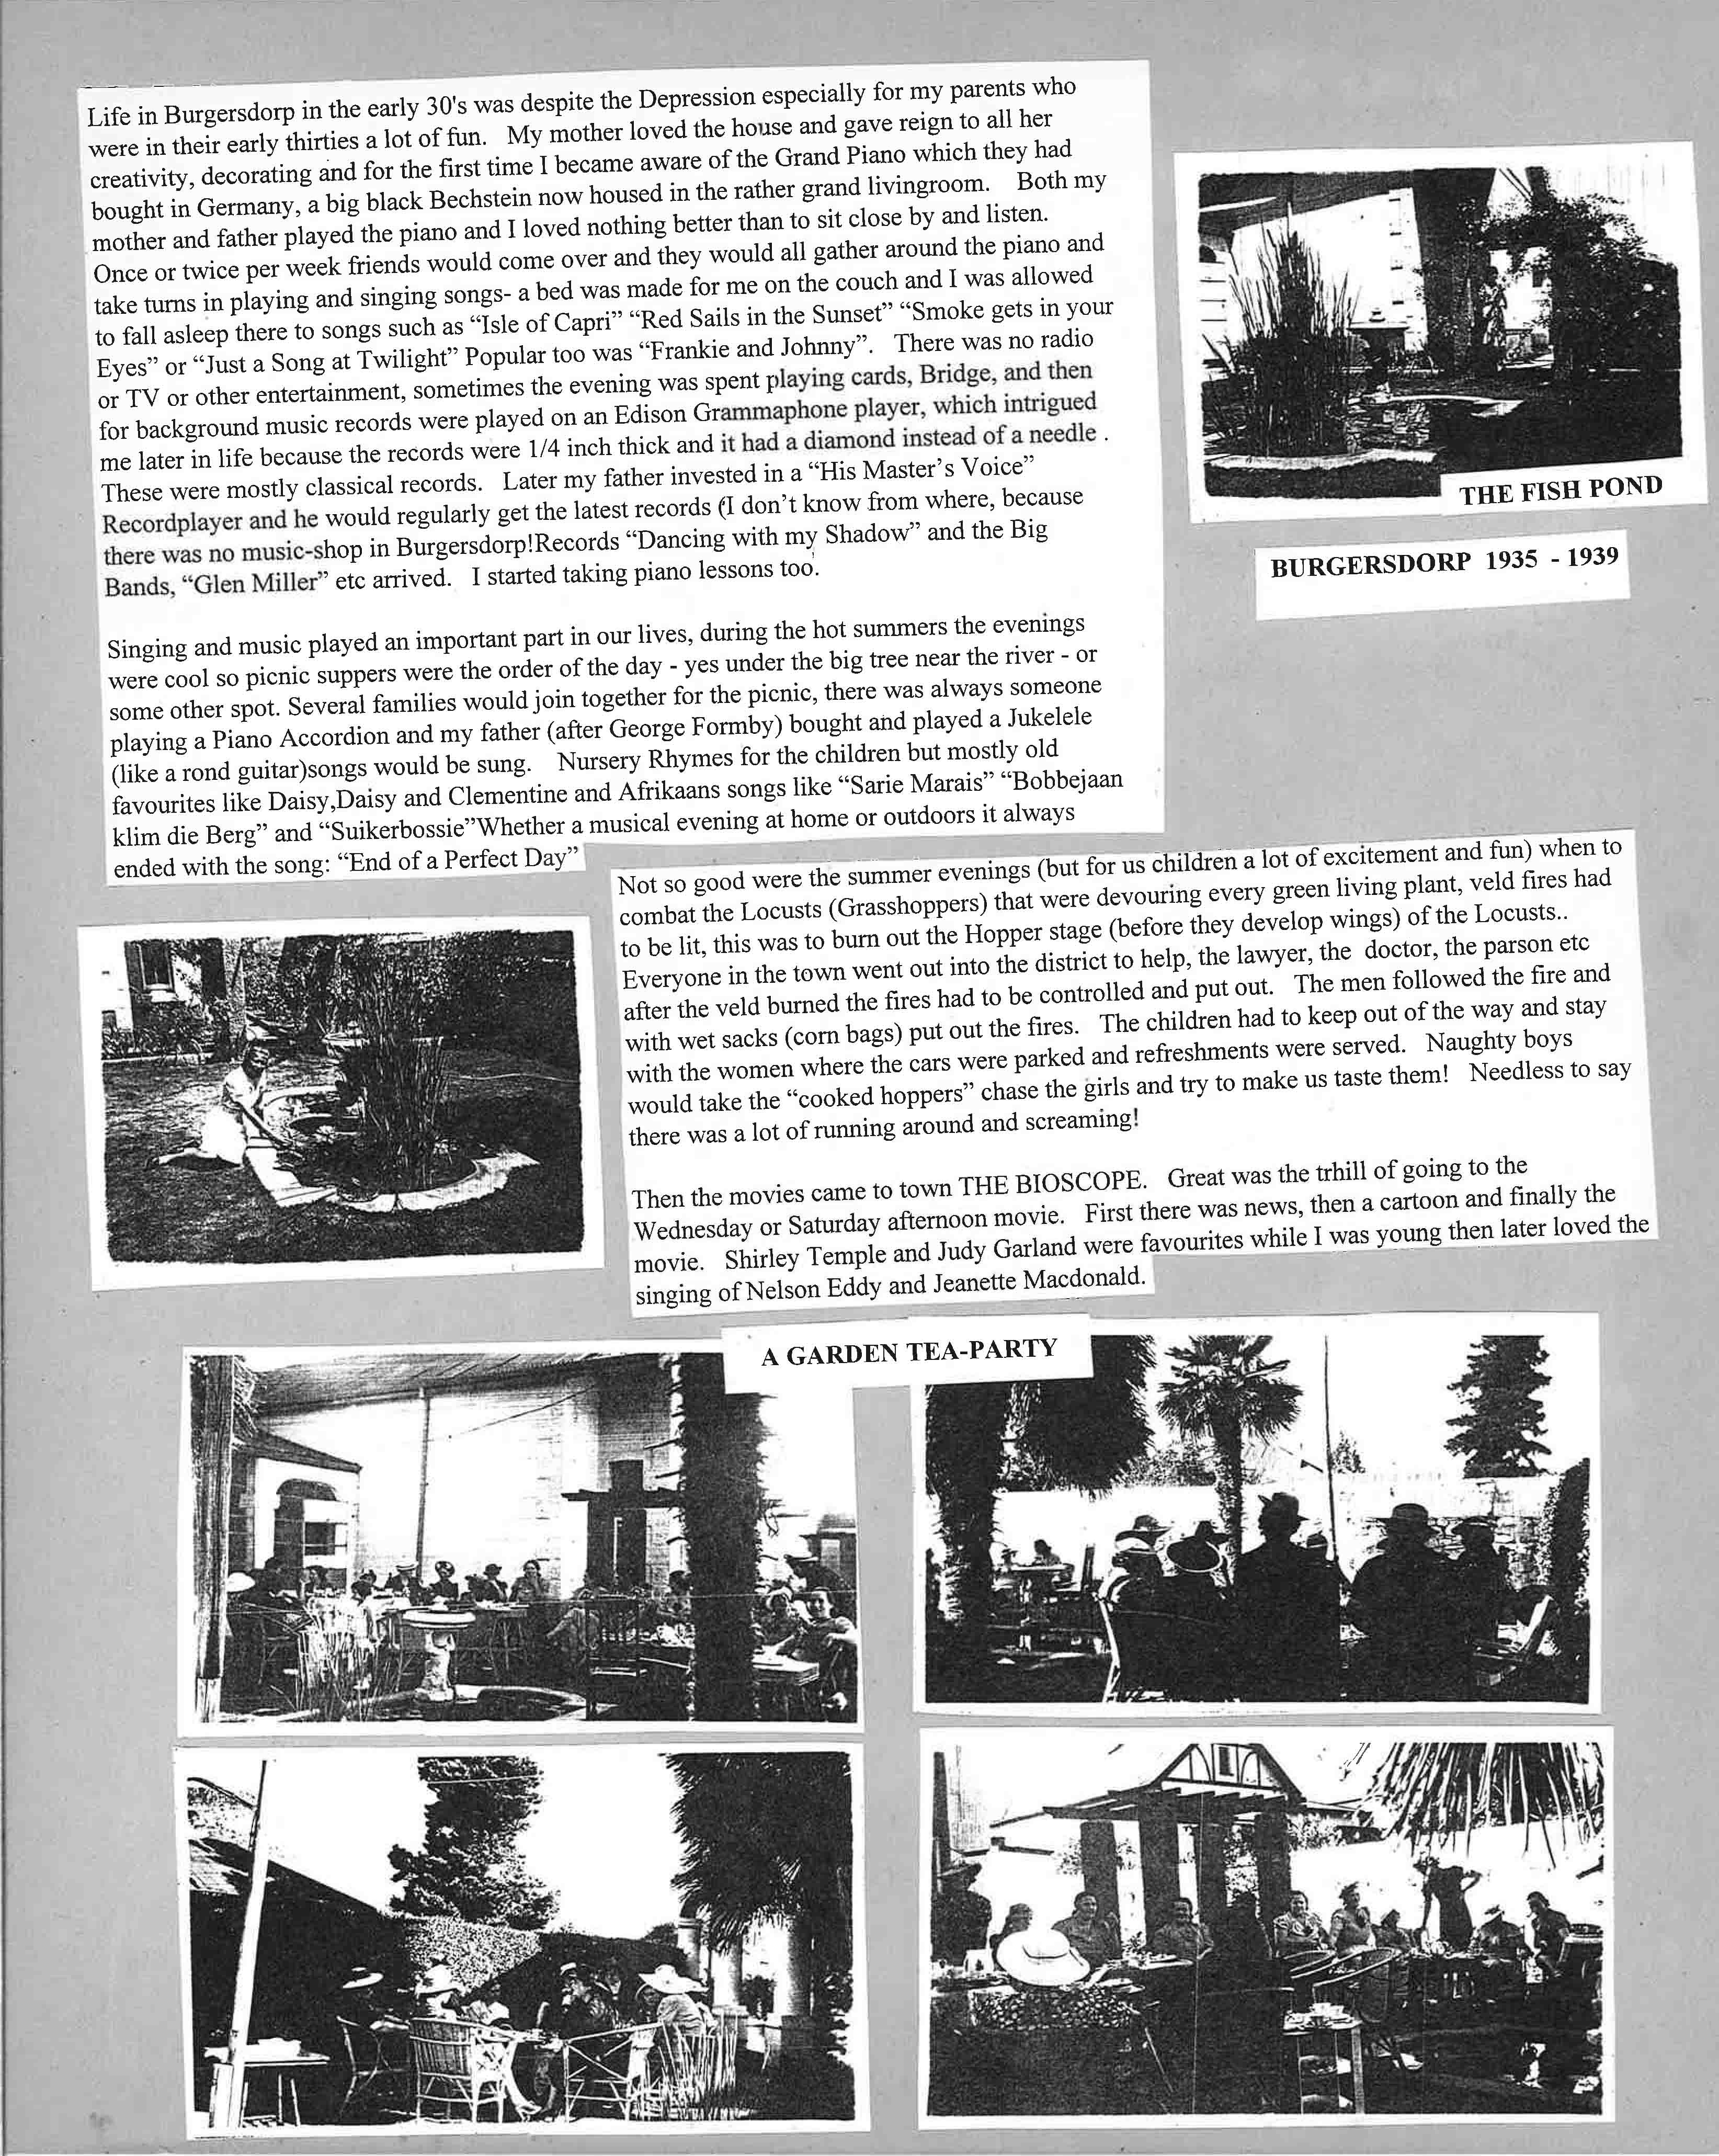 Life in Burgersdorp in the early 30's was despite the Depression especially for my parents who
were in their early thirties a lot of fun. My mother loved the house and gave reign to all her
creativity, decorating and for the first time I became aware of the Grand Piano which they had
bought in Germany, a big black Bechstein now housed in the rather grand livingroom. Both my
mother and father played the piano and I loved nothing better than to sit close by and listen.
Once or twice per week friends would come over and they would all gather around the piano and
take turns in playing and singing songs- a bed was made for me on the couch and I was allowed
to fall asleep there to songs such as “Isle of Capri” “Red Sails in the Sunset” “Smoke gets in your
Eyes” or “Just a Song at Twilight” Popular too was “Frankie and Johnny”. There was no radio
or TV or other entertainment, sometimes the evening was spent playing cards, Bridge, and then
for background music records were played on an Edison Grammaphone player, which intrigued
me later in life because the records were 1/4 inch thick and it had a diamond instead of a needle .
These were mostly classical records. Later my father invested in a “His Master’s Voice”
Recordplayer and he would regularly get the latest records (I don’t know from where, because
there was no music-shop in Burgersdorp!Records “Dancing with my Shadow” and the Big
Bands, “Glen Miller” etc arrived. I started taking piano lessons too.
Singing and music played an important part in our lives, during the hot summers the evenings
were cool so picnic suppers were the order of the day - yes under the big tree near the river - or
some other spot. Several families would join together for the picnic, there was always someone
playing a Piano Accordion and my father (after George Formby) bought and played a Jukelele
(like a rond guitar)songs would be sung. Nursery Rhymes for the children but mostly old
favourites like Daisy,Daisy and Clementine and Afrikaans songs like “Sarie Marais” “Bobbejaan
klim die Berg” and “Suikerbossie”Whether a musical evening at home or outdoors it always
ended with the song: “End of a Perfect Day”
THE FISH POND
BURGERSDORP 1935 - 1939
Not so good were the summer evenings (but for us children a lot of excitement and fun) when to
combat the Locusts (Grasshoppers) that were devouring every green living plant, veld fires had
to be lit, this was to burn out the Hopper stage (before they develop wings) of the Locusts..
Everyone in the town went out into the district to help, the lawyer, the doctor, the parson etc
after the veld burned the fires had to be controlled and put out. The men followed the fire and
with wet sacks (corn bags) put out the fires. The children had to keep out of the way and stay
with the women where the cars were parked and refreshments were served. Naughty boys
would take the “cooked hoppers” chase the girls and try to make us taste them! Needless to say
there was a lot of running around and screaming!
Then the movies came to town THE BIOSCOPE. Great was the trhill of going to the
Wednesday or Saturday afternoon movie. First there was news, then a cartoon and finally the
movie. Shirley Temple and Judy Garland were favourites while I was young then later loved the
singing of Nelson Eddy and Jeanette Macdonald.
A GARDEN TEA-PARTY